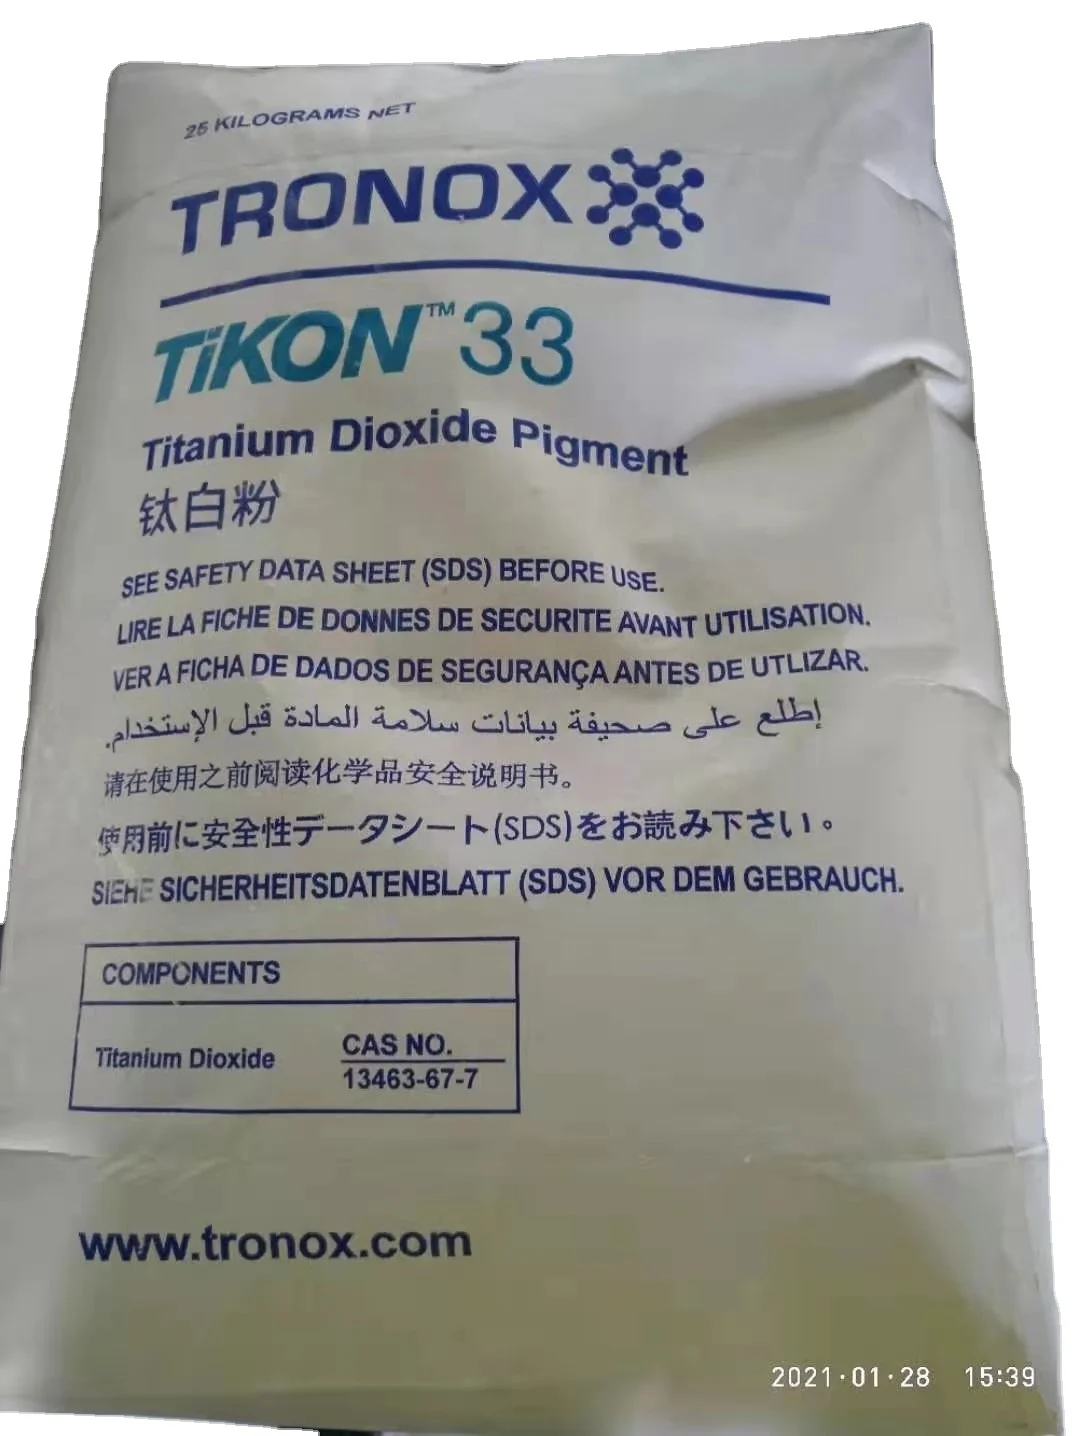 25 KILOGRAMS NET
TRONOX
TiKON™ 33
Titanium Dioxide Pigment
钛白粉
SEE SAFETY DATA SHEET (SDS) BEFORE USE.
LIRE LA FICHE DE DONNES DE SECURITE AVANT UTILISATION.
VER A FICHA DE DADOS DE SEGURANÇA ANTES DE UTLIZAR.
إطلع على صحيفة بيانات سلامة المادة قبل الإستخدام.
请在使用之前阅读化学品安全说明书。
使用前に安全性データシート(SDS)をお読み下さい。
SIEHE SICHERHEITSDATENBLATT (SDS) VOR DEM GEBRAUCH.
COMPONENTS
Titanium Dioxide
CAS NO.
13463-67-7
www.tronox.com
2021·01·28 15:39